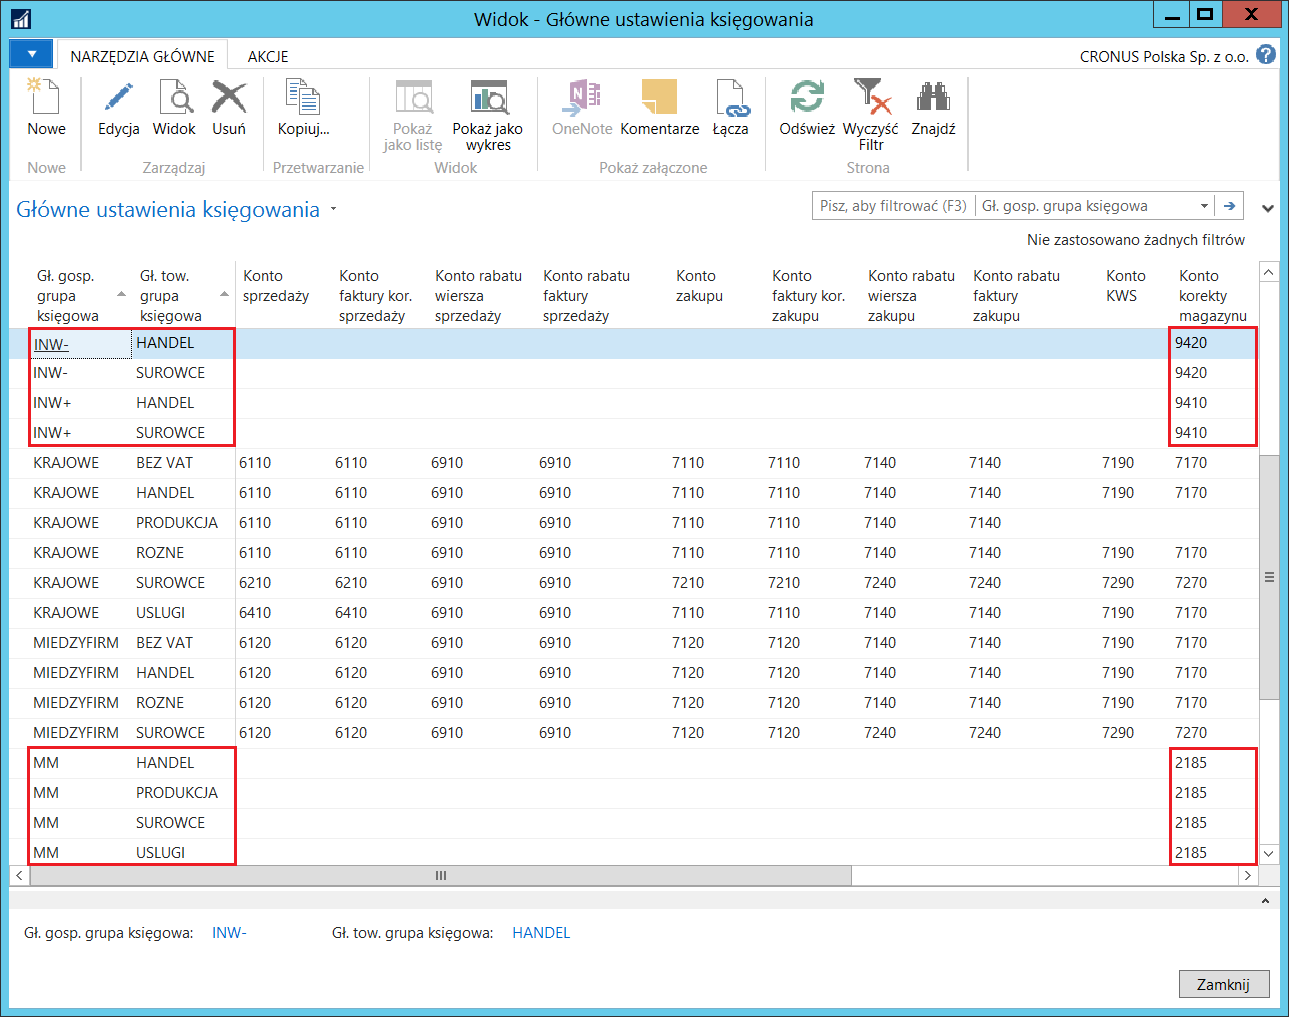 Widok - Główne ustawienia księgowania
NARZĘDZIA GŁÓWNE AKCJE CRONUS Polska Sp. z o.o.
Nowe Edycja Widok Usuń Kopiuj... Pokaż jako listę Pokaż jako wykres OneNote Komentarze Łącza Odśwież Wyczyść Filtr Znajdź
Nowe Zarządzaj Przetwarzanie Widok Pokaż załączone Strona
Główne ustawienia księgowania
Pisz, aby filtrować (F3) Gł. gosp. grupa księgowa
Nie zastosowano żadnych filtrów
Gł. gosp. grupa księgowa Gł. tow. grupa księgowa Konto sprzedaży Konto faktury kor. sprzedaży Konto rabatu wiersza sprzedaży Konto rabatu faktury sprzedaży Konto zakupu Konto faktury kor. zakupu Konto rabatu wiersza zakupu Konto rabatu faktury zakupu Konto KWS Konto korekty magazynu
INW- HANDEL 9420
INW- SUROWCE 9420
INW+ HANDEL 9410
INW+ SUROWCE 9410
KRAJOWE BEZ VAT 6110 6110 6910 6910 7110 7110 7140 7140 7190 7170
KRAJOWE HANDEL 6110 6110 6910 6910 7110 7110 7140 7140 7190 7170
KRAJOWE PRODUKCJA 6110 6110 6910 6910 7110 7110 7140 7140
KRAJOWE ROZNE 6110 6110 6910 6910 7110 7110 7140 7140 7190 7170
KRAJOWE SUROWCE 6210 6210 6910 6910 7210 7210 7240 7240 7290 7270
KRAJOWE USLUGI 6410 6410 6910 6910 7110 7110 7140 7140 7190 7170
MIEDZYFIRM BEZ VAT 6120 6120 6910 6910 7120 7120 7140 7140 7190 7170
MIEDZYFIRM HANDEL 6120 6120 6910 6910 7120 7120 7140 7140 7190 7170
MIEDZYFIRM ROZNE 6120 6120 6910 6910 7120 7120 7140 7140 7190 7170
MIEDZYFIRM SUROWCE 6120 6120 6910 6910 7120 7120 7240 7240 7290 7270
MM HANDEL 2185
MM PRODUKCJA 2185
MM SUROWCE 2185
MM USLUGI 2185
Gł. gosp. grupa księgowa: INW- Gł. tow. grupa księgowa: HANDEL
Zamknij